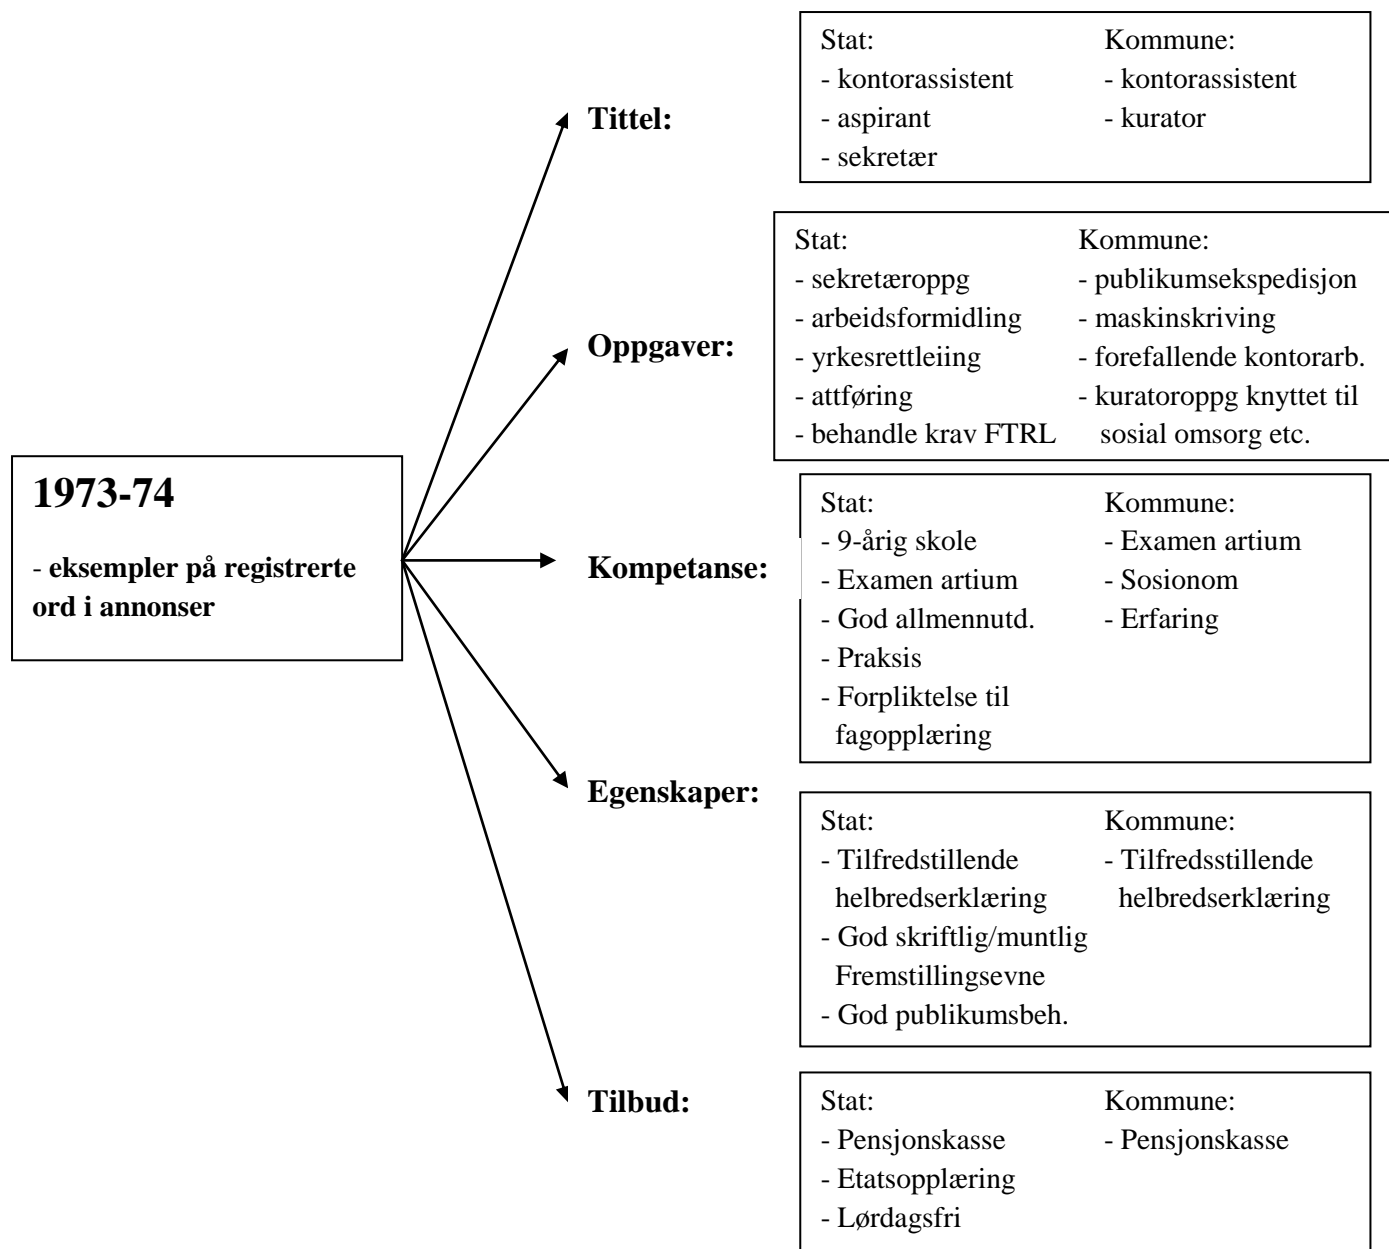 1973-74
- eksempler på registrerte
ord i annonser
Tittel:
Stat:
- kontorassistent
- aspirant
- sekretær
Kommune:
- kontorassistent
- kurator
Oppgaver:
Stat:
- sekretæroppg
- arbeidsformidling
- yrkesrettleiing
- attføring
- behandle krav FTRL
Kommune:
- publikumsekspedisjon
- maskinskriving
- forefallende kontorarb.
- kuratoroppg knyttet til
sosial omsorg etc.
Kompetanse:
Stat:
- 9-årig skole
- Examen artium
- God allmennutd.
- Praksis
- Forpliktelse til
fagopplæring
Kommune:
- Examen artium
- Sosionom
- Erfaring
Egenskaper:
Stat:
- Tilfredstillende
helbredserklæring
- God skriftlig/muntlig
Fremstillingsevne
- God publikumsbeh.
Kommune:
- Tilfredsstillende
helbredserklæring
Tilbud:
Stat:
- Pensjonskasse
- Etatsopplæring
- Lørdagsfri
Kommune:
- Pensjonskasse